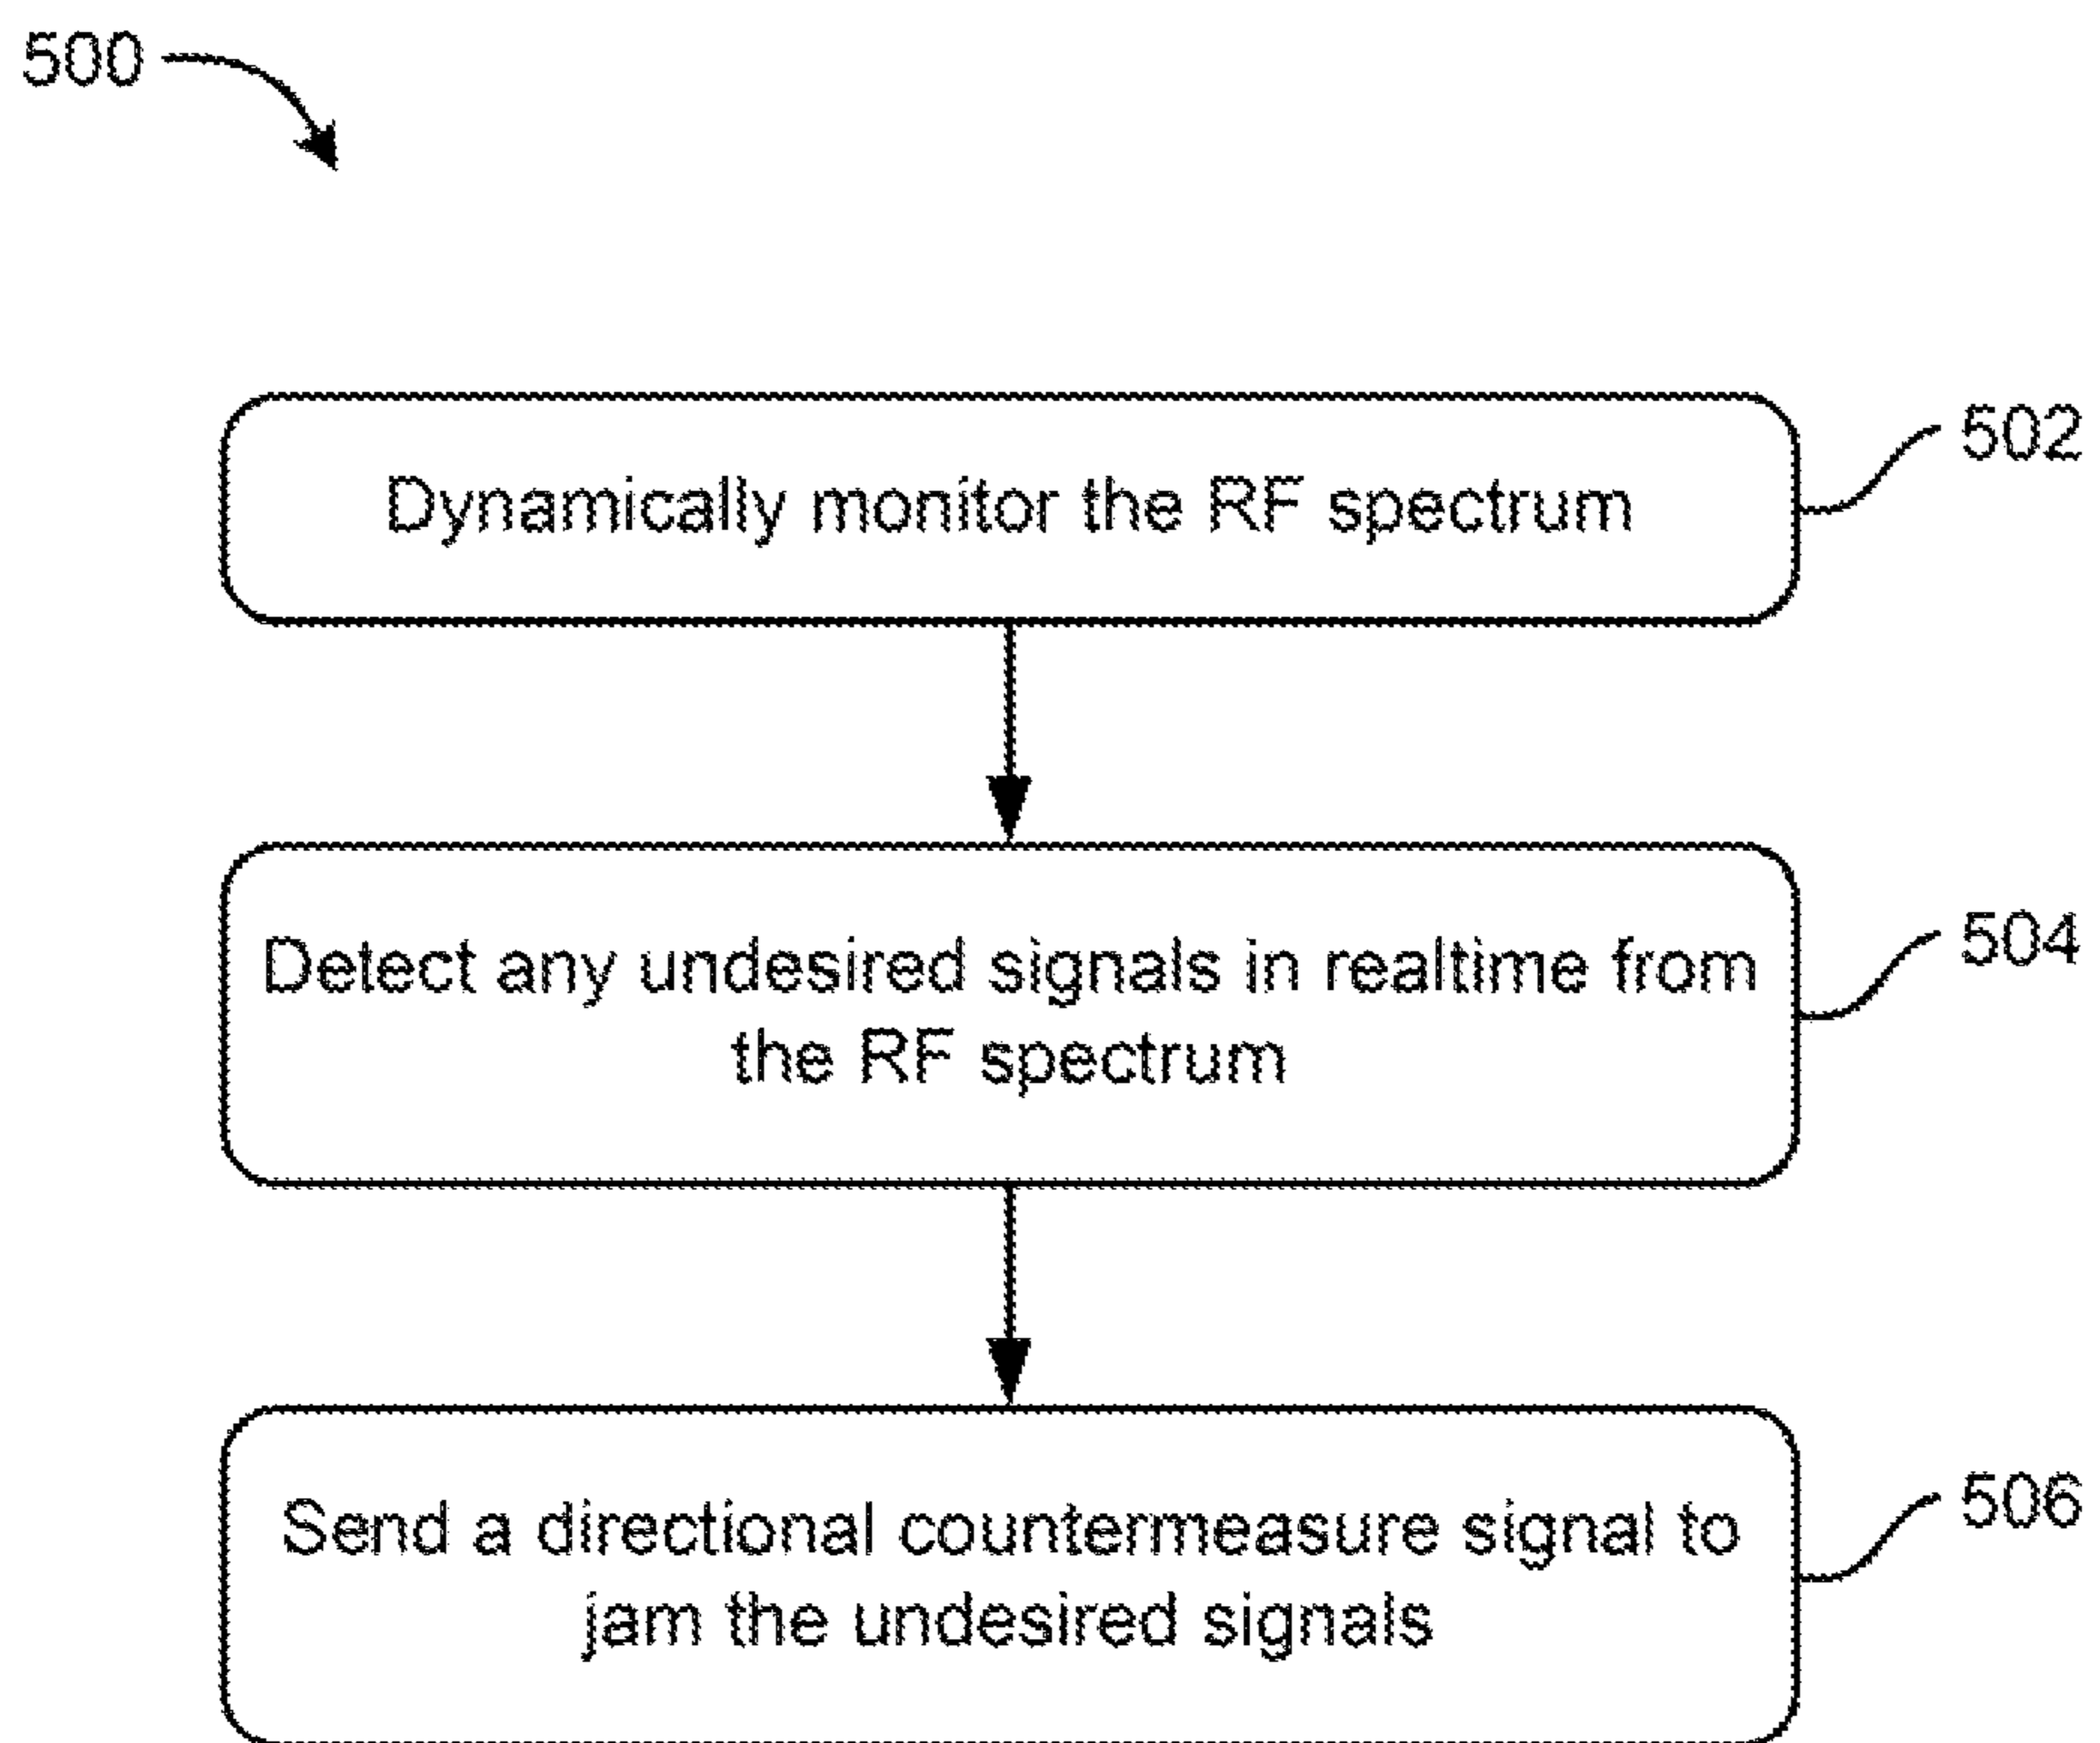 500
Dynamically monitor the RF spectrum
502
Detect any undesired signals in realtime from
the RF spectrum
504
Send a directional countermeasure signal to
jam the undesired signals
506